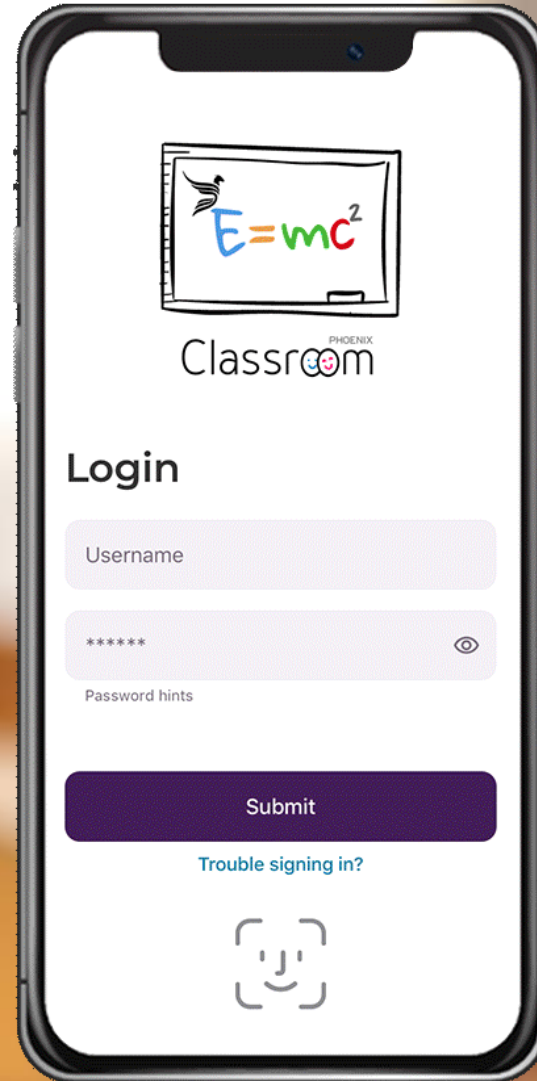 E=mc²
PHOENIX
Classroom
Login
Username
******
Password hints
Submit
Trouble signing in?